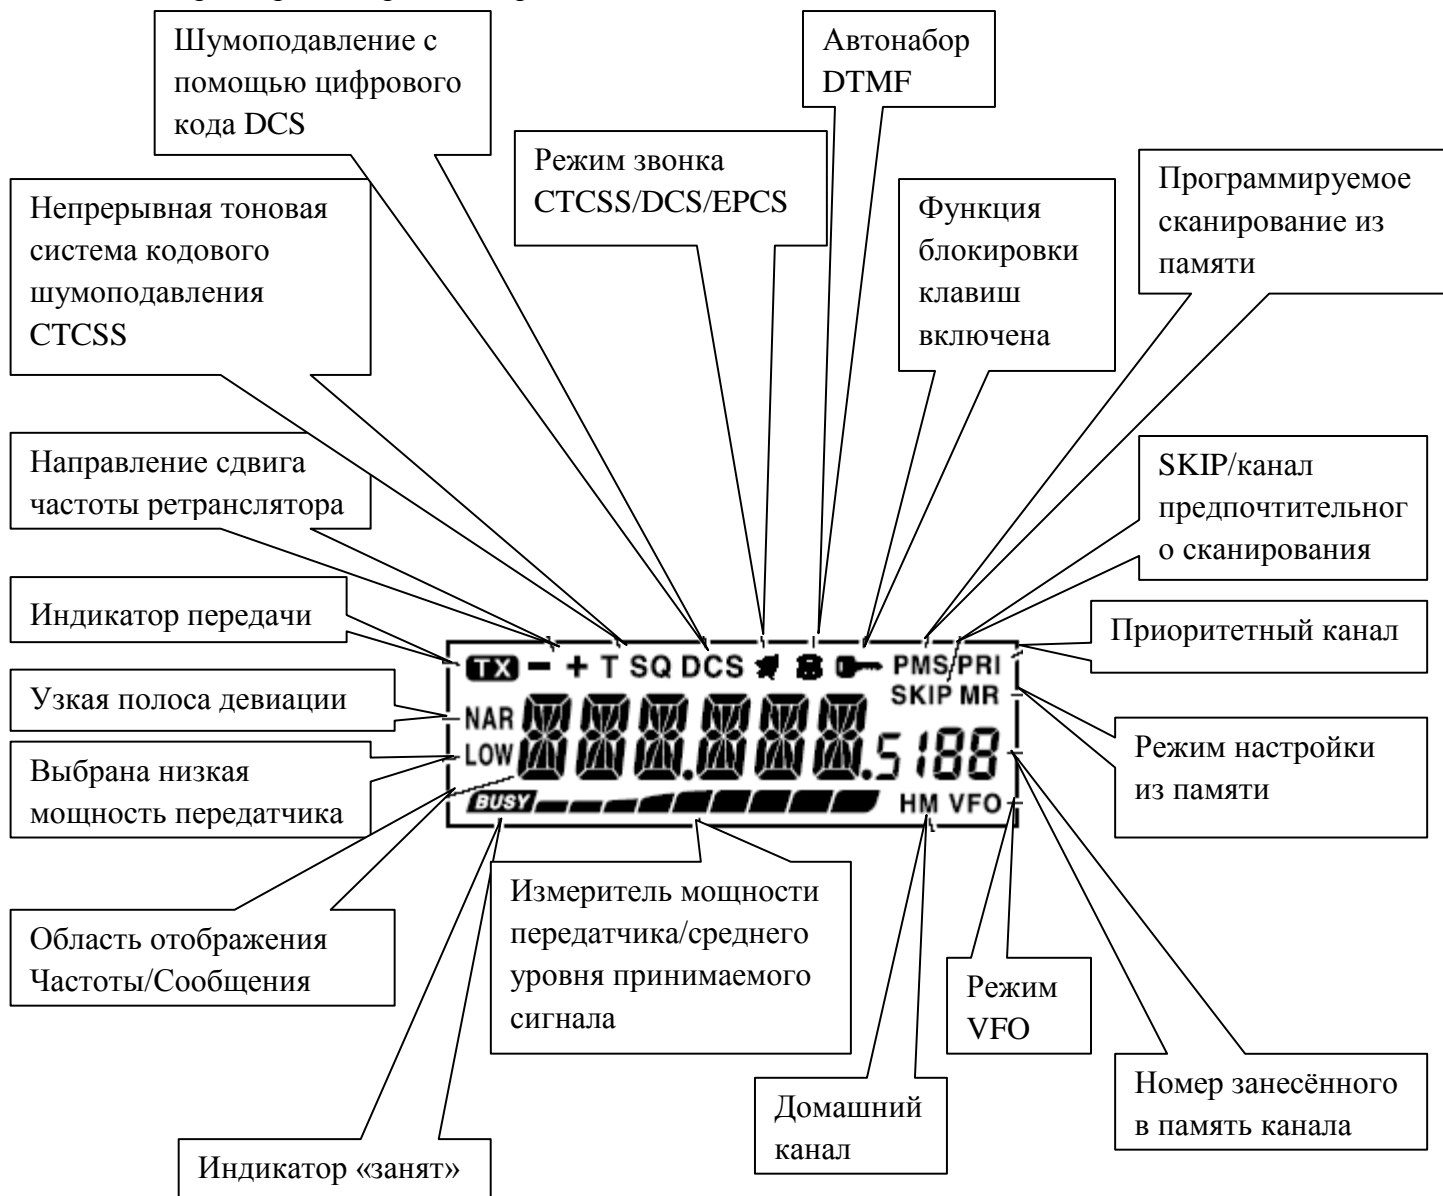 Шумоподавление с
помощью цифрового
кода DCS
Автонабор
DTMF
Режим звонка
CTCSS/DCS/EPCS
Непрерывная тоновая
система кодового
шумоподавления
CTCSS
Функция
блокировки
клавиш
включена
Программируемое
сканирование из
памяти
Направление сдвига
частоты ретранслятора
SKIP/канал
предпочтительног
о сканирования
Индикатор передачи
Приоритетный канал
Узкая полоса девиации
Выбрана низкая
мощность передатчика
Режим настройки
из памяти
TX - + T SQ DCS PMS PRI
SKIP MR
NAR
LOW
.5188
BUSY HM VFO
Область отображения
Частоты/Сообщения
Измеритель мощности
передатчика/среднего
уровня принимаемого
сигнала
Режим
VFO
Домашний
канал
Номер занесённого
в память канала
Индикатор «занят»